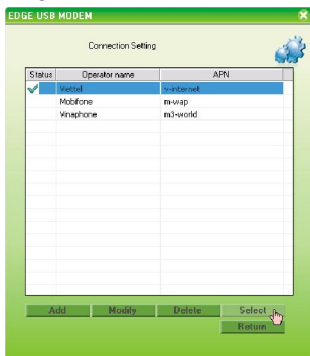 EDGE USB MODEM
Connection Setting
Status Operator name APN
Viettel v-internet
Mobifone m-wap
Vinaphone m3-world
Add Modify Delete Select
Return